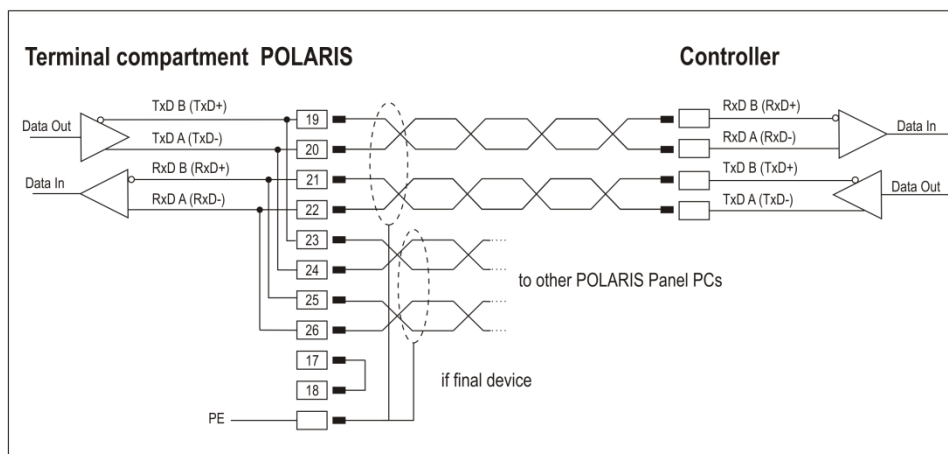 Terminal compartment POLARIS
Controller
TxD B (TxD+)
19
RxD B (RxD+)
Data Out
Data In
TxD A (TxD-)
20
RxD A (RxD-)
RxD B (RxD+)
21
TxD B (TxD+)
Data In
Data Out
RxD A (RxD-)
22
TxD A (TxD-)
23
24
to other POLARIS Panel PCs
25
26
17
if final device
18
PE